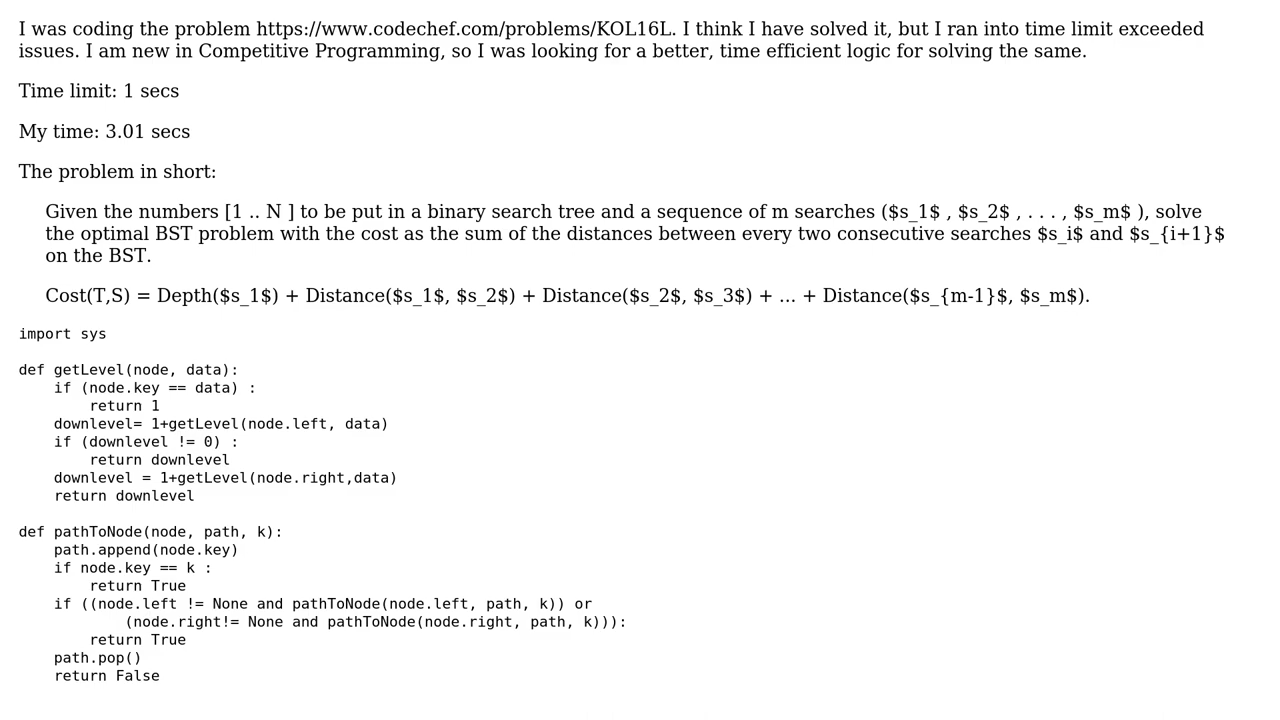 I was coding the problem https://www.codechef.com/problems/KOL16L. I think I have solved it, but I ran into time limit exceeded
issues. I am new in Competitive Programming, so I was looking for a better, time efficient logic for solving the same.
Time limit: 1 secs
My time: 3.01 secs
The problem in short:
Given the numbers [1 .. N ] to be put in a binary search tree and a sequence of m searches ($s_1$ , $s_2$ , . . . , $s_m$ ), solve
the optimal BST problem with the cost as the sum of the distances between every two consecutive searches $s_i$ and $s_{i+1}$
on the BST.
Cost(T,S) = Depth($s_1$) + Distance($s_1$, $s_2$) + Distance($s_2$, $s_3$) + ... + Distance($s_{m-1}$, $s_m$).
import sys
def getLevel(node, data):
    if (node.key == data) :
        return 1
    downlevel= 1+getLevel(node.left, data)
    if (downlevel != 0) :
        return downlevel
    downlevel = 1+getLevel(node.right,data)
    return downlevel
def pathToNode(node, path, k):
    path.append(node.key)
    if node.key == k :
        return True
    if ((node.left != None and pathToNode(node.left, path, k)) or
            (node.right!= None and pathToNode(node.right, path, k))):
        return True
    path.pop()
    return False